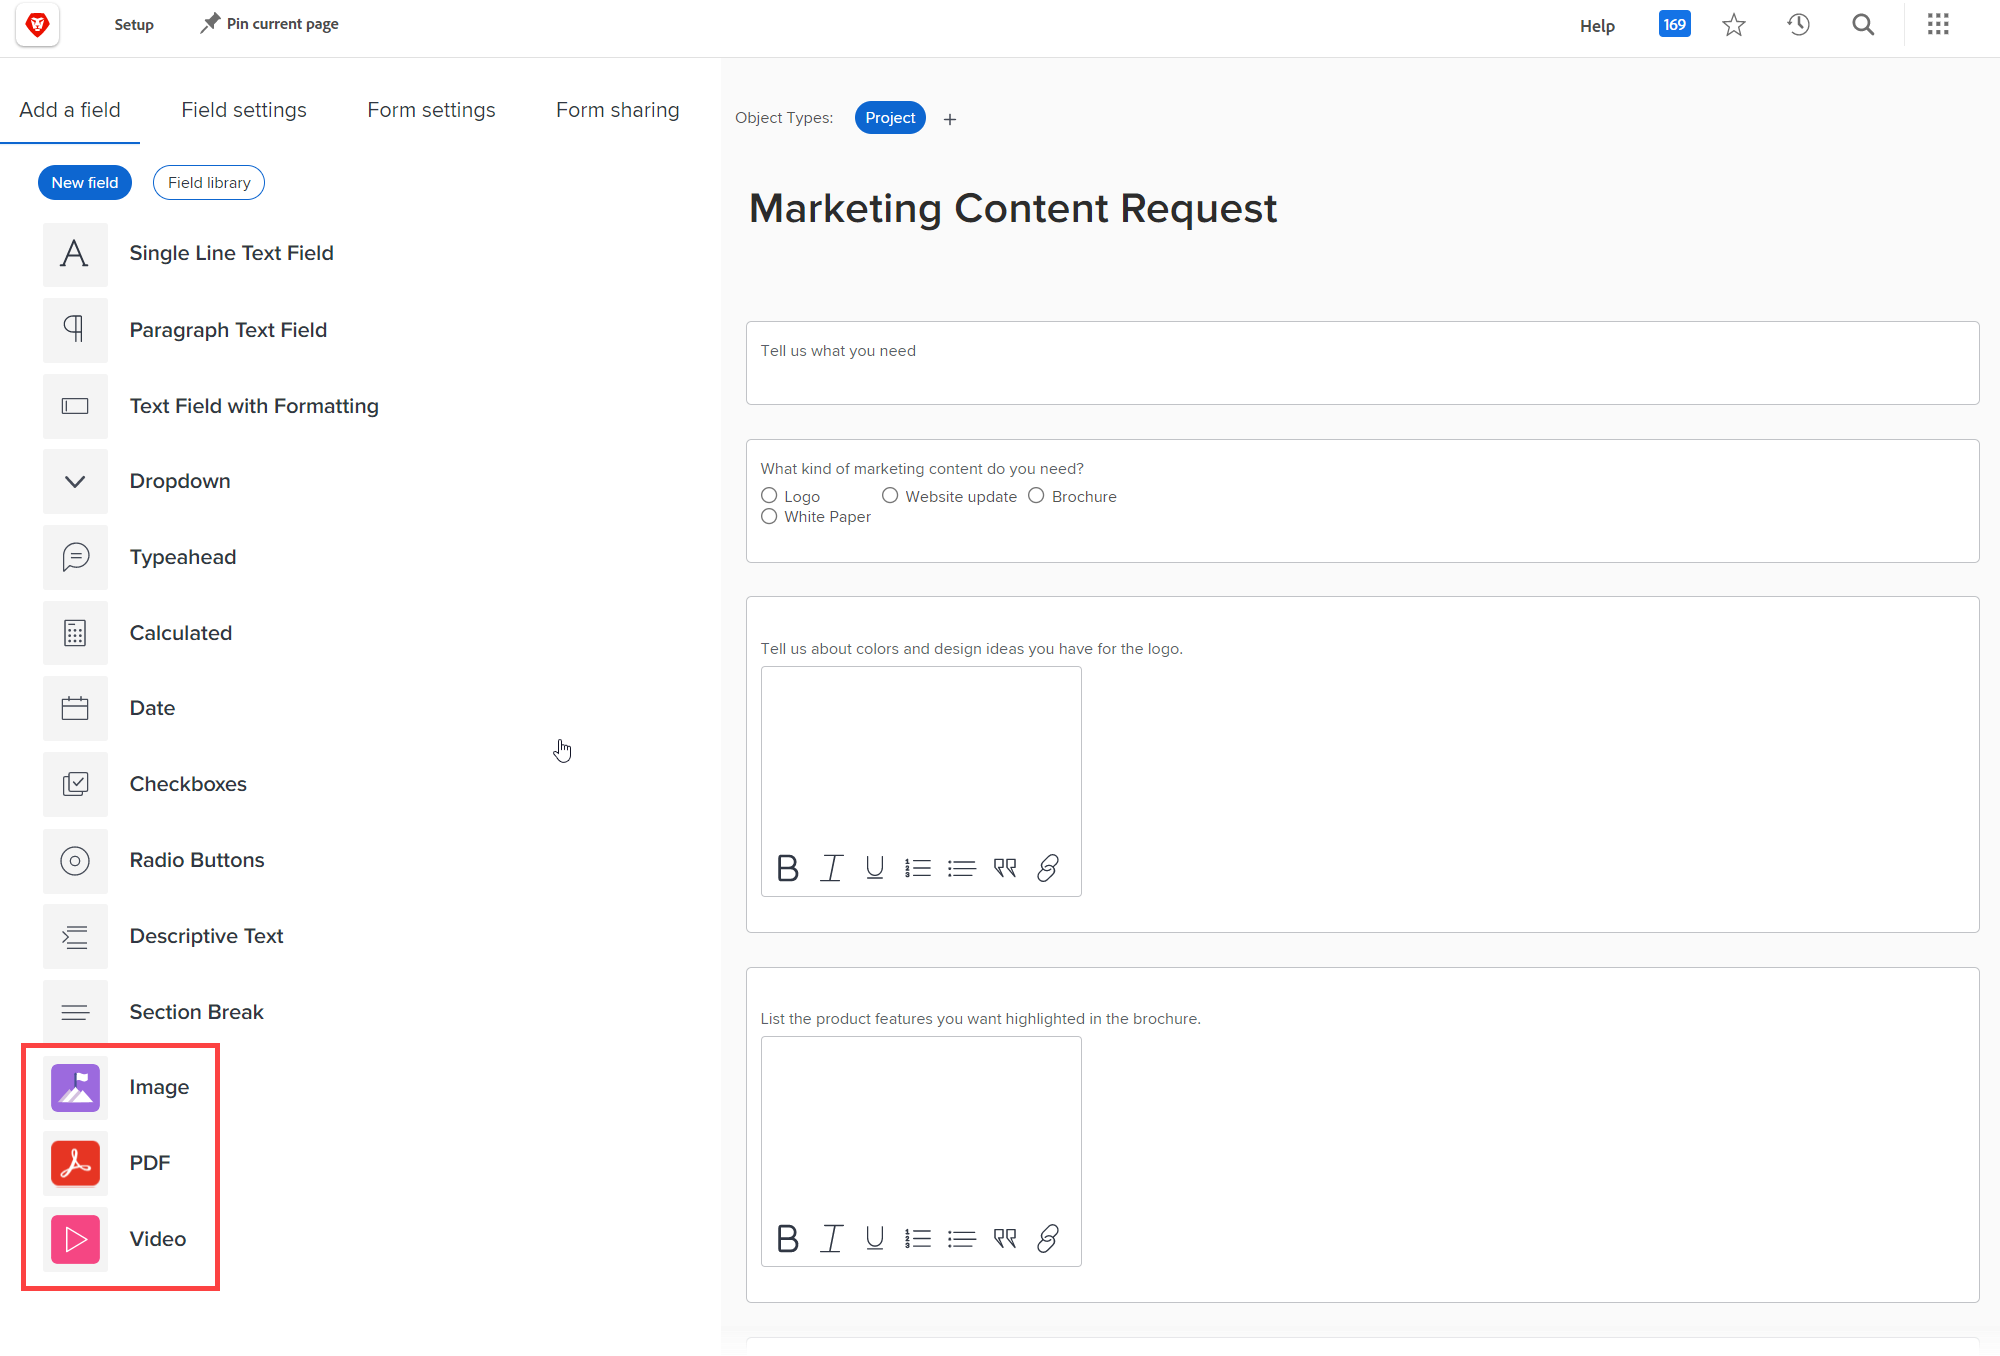 Setup
Pin current page
Help
169
Add a field
Field settings
Form settings
Form sharing
New field
Field library
Single Line Text Field
Paragraph Text Field
Text Field with Formatting
Dropdown
Typeahead
Calculated
Date
Checkboxes
Radio Buttons
Descriptive Text
Section Break
Image
PDF
Video
Object Types:
Project
+
Marketing Content Request
Tell us what you need
What kind of marketing content do you need?
Logo
Website update
Brochure
White Paper
Tell us about colors and design ideas you have for the logo.
B I U
List the product features you want highlighted in the brochure.
B I U